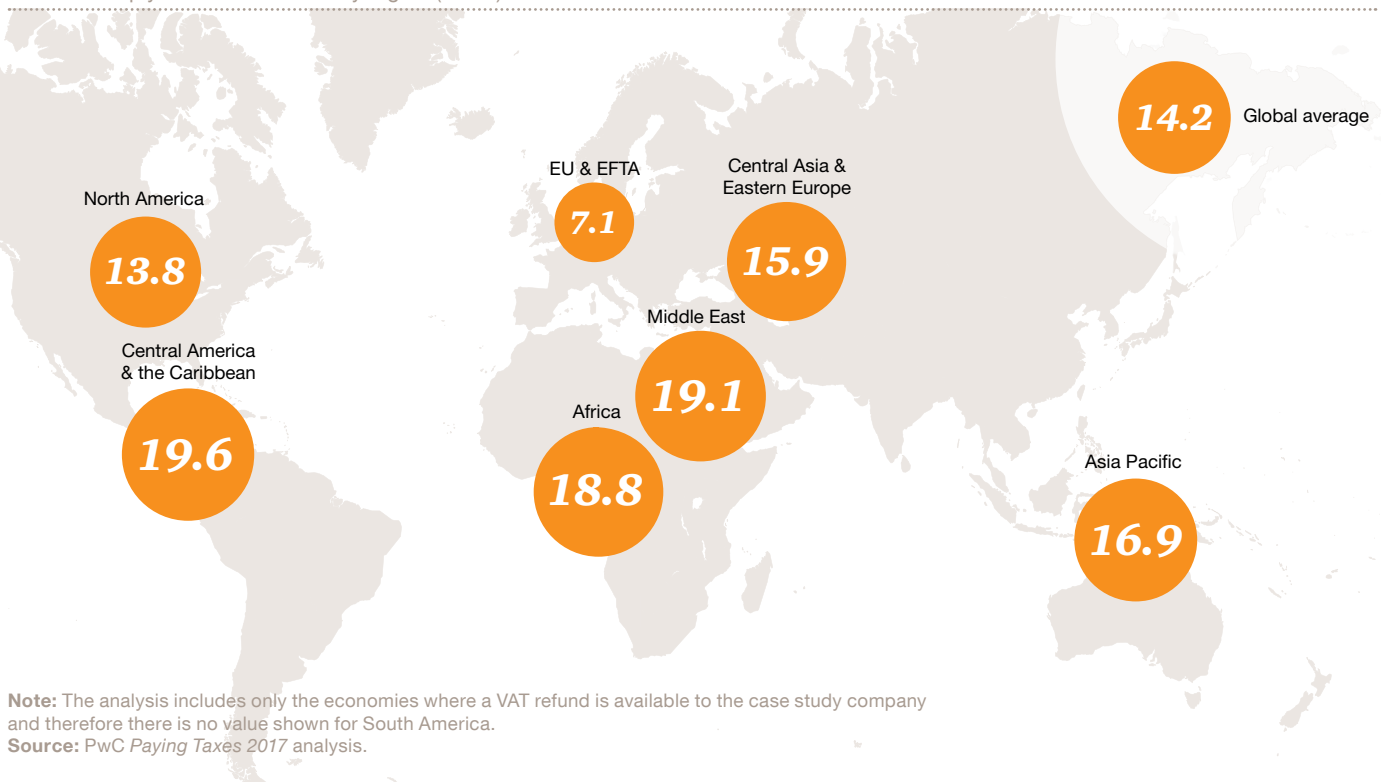 Global average
14.2
North America
13.8
EU & EFTA
7.1
Central Asia &
Eastern Europe
15.9
Middle East
19.1
Central America
& the Caribbean
19.6
Africa
18.8
Asia Pacific
16.9
Note: The analysis includes only the economies where a VAT refund is available to the case study company
and therefore there is no value shown for South America.
Source: PwC Paying Taxes 2017 analysis.